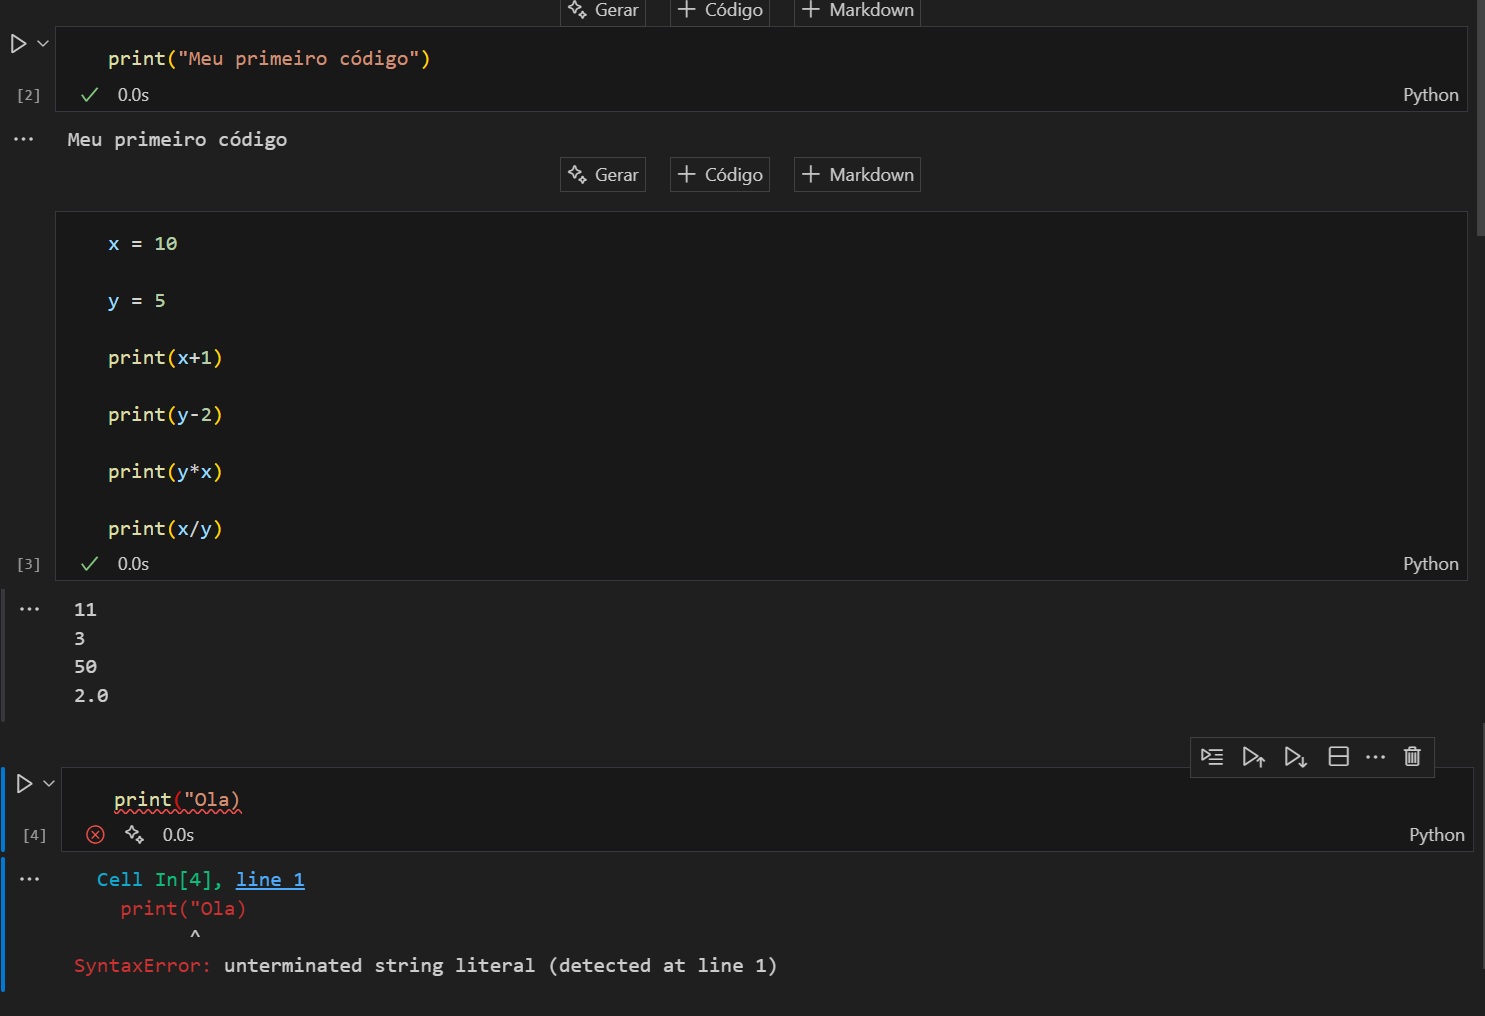 Gerar Código Markdown
print("Meu primeiro código")
[2] 0.0s Python
Meu primeiro código
Gerar Código Markdown
x = 10
y = 5
print(x+1)
print(y-2)
print(y*x)
print(x/y)
[3] 0.0s Python
11
3
50
2.0
print("Ola)
[4] 0.0s Python
Cell In[4], line 1
print("Ola)
^
SyntaxError: unterminated string literal (detected at line 1)